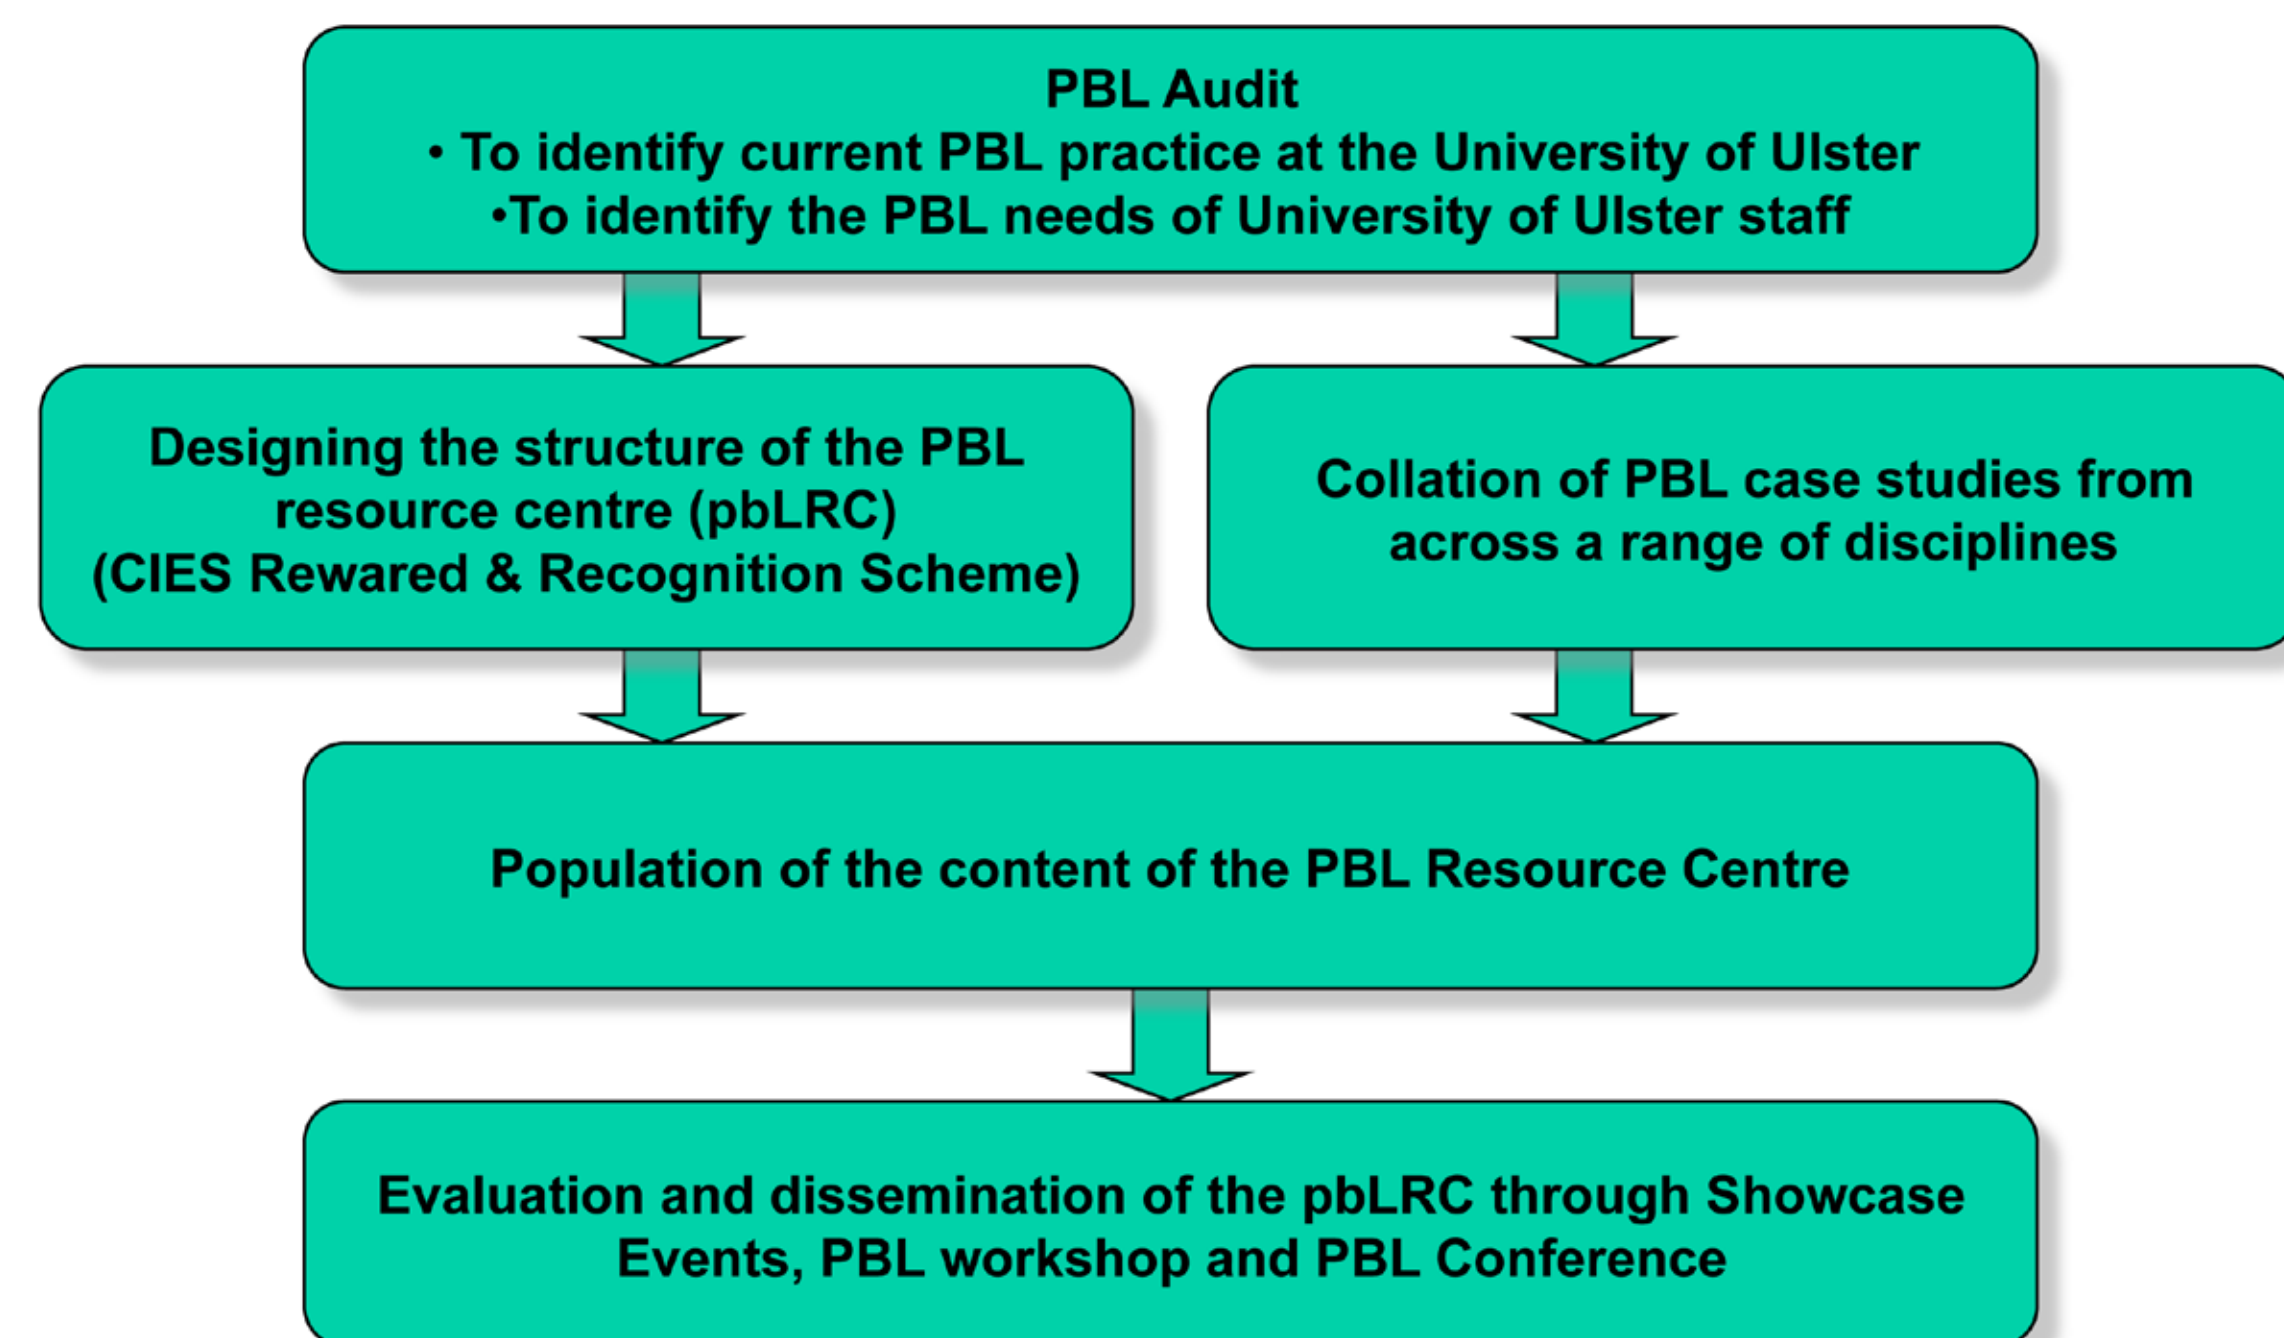 PBL Audit
• To identify current PBL practice at the University of Ulster
•To identify the PBL needs of University of Ulster staff
Designing the structure of the PBL
resource centre (pbLRC)
(CIES Rewared & Recognition Scheme)
Collation of PBL case studies from
across a range of disciplines
Population of the content of the PBL Resource Centre
Evaluation and dissemination of the pbLRC through Showcase
Events, PBL workshop and PBL Conference